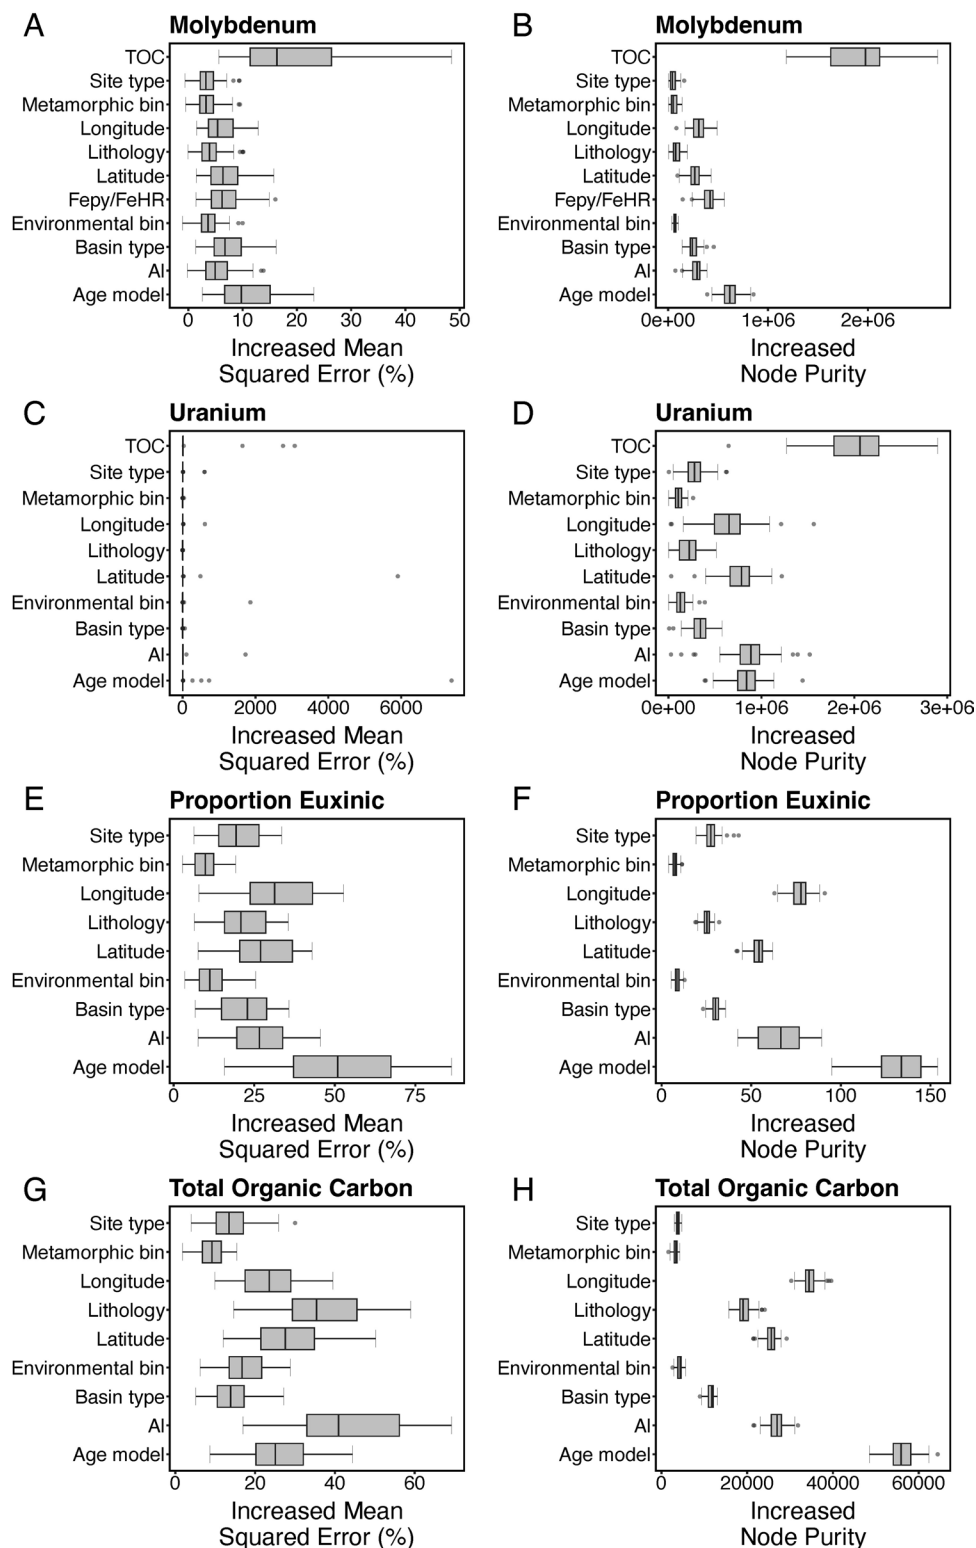 A
Molybdenum
TOC
Site type
Metamorphic bin
Longitude
Lithology
Latitude
Fepy/FeHR
Environmental bin
Basin type
Al
Age model
0 10 20 30 40 50
Increased Mean
Squared Error (%)
B
Molybdenum
TOC
Site type
Metamorphic bin
Longitude
Lithology
Latitude
Fepy/FeHR
Environmental bin
Basin type
Al
Age model
0e+00 1e+06 2e+06
Increased
Node Purity
C
Uranium
TOC
Site type
Metamorphic bin
Longitude
Lithology
Latitude
Environmental bin
Basin type
Al
Age model
0 2000 4000 6000
Increased Mean
Squared Error (%)
D
Uranium
TOC
Site type
Metamorphic bin
Longitude
Lithology
Latitude
Environmental bin
Basin type
Al
Age model
0e+00 1e+06 2e+06 3e+06
Increased
Node Purity
E
Proportion Euxinic
Site type
Metamorphic bin
Longitude
Lithology
Latitude
Environmental bin
Basin type
Al
Age model
0 25 50 75
Increased Mean
Squared Error (%)
F
Proportion Euxinic
Site type
Metamorphic bin
Longitude
Lithology
Latitude
Environmental bin
Basin type
Al
Age model
0 50 100 150
Increased
Node Purity
G
Total Organic Carbon
Site type
Metamorphic bin
Longitude
Lithology
Latitude
Environmental bin
Basin type
Al
Age model
0 20 40 60
Increased Mean
Squared Error (%)
H
Total Organic Carbon
Site type
Metamorphic bin
Longitude
Lithology
Latitude
Environmental bin
Basin type
Al
Age model
0 20000 40000 60000
Increased
Node Purity